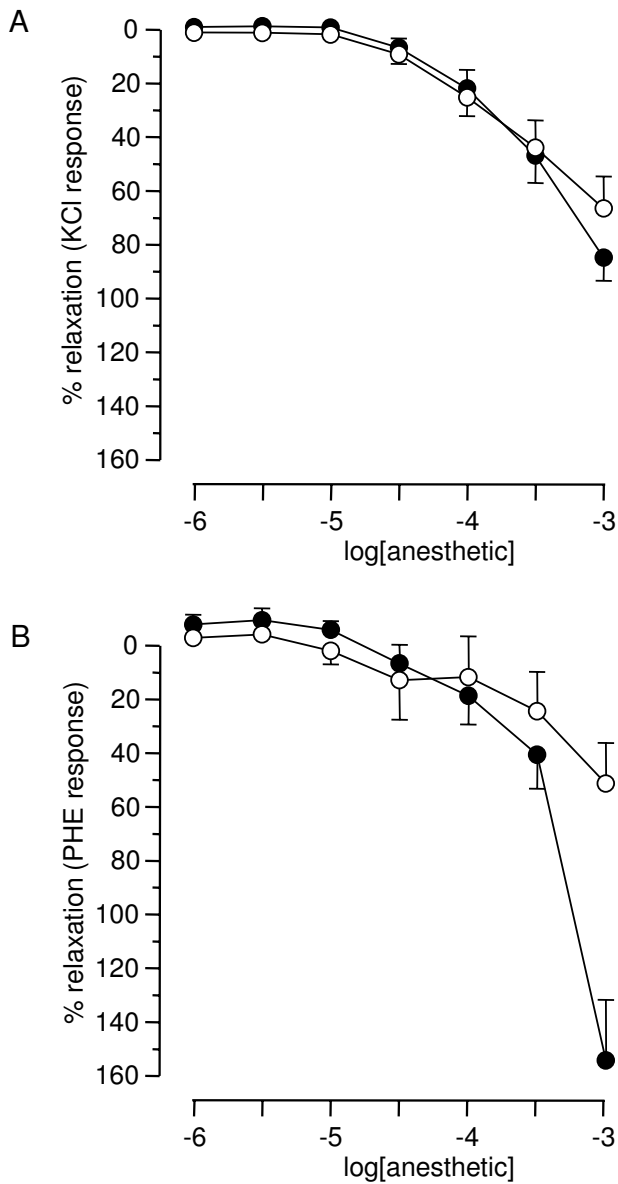 A
% relaxation (KCl response)
0
20
40
60
80
100
120
140
160
-6 -5 -4 -3
log[anesthetic]
B
% relaxation (PHE response)
0
20
40
60
80
100
120
140
160
-6 -5 -4 -3
log[anesthetic]